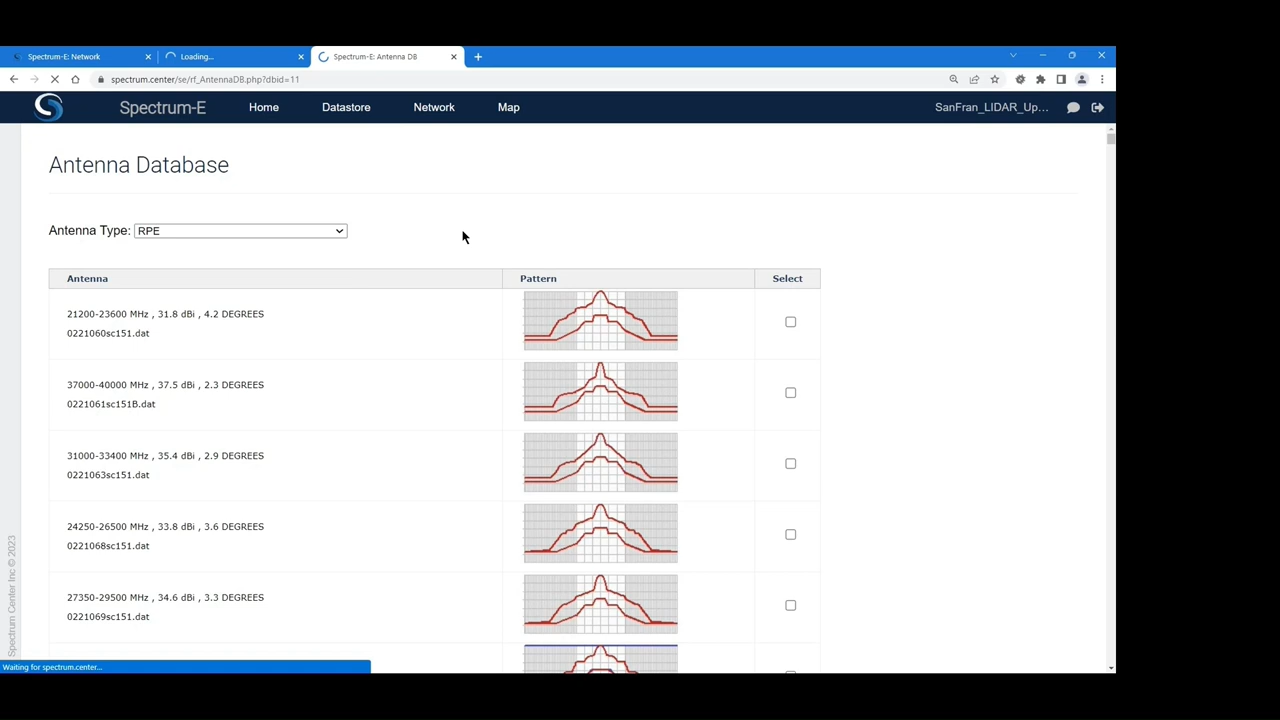 Spectrum-E: Network
Loading...
Spectrum-E: Antenna DB
spectrum.center/se/rf_AntennaDB.php?dbid=11
Spectrum-E
Home
Datastore
Network
Map
SanFran_LIDAR_Up...
Antenna Database
Antenna Type: RPE
Antenna
Pattern
Select
21200-23600 MHz , 31.8 dBi , 4.2 DEGREES
0221060sc151.dat
37000-40000 MHz , 37.5 dBi , 2.3 DEGREES
0221061sc151B.dat
31000-33400 MHz , 35.4 dBi , 2.9 DEGREES
0221063sc151.dat
24250-26500 MHz , 33.8 dBi , 3.6 DEGREES
0221068sc151.dat
27350-29500 MHz , 34.6 dBi , 3.3 DEGREES
0221069sc151.dat
Spectrum Center Inc © 2023
Waiting for spectrum.center...